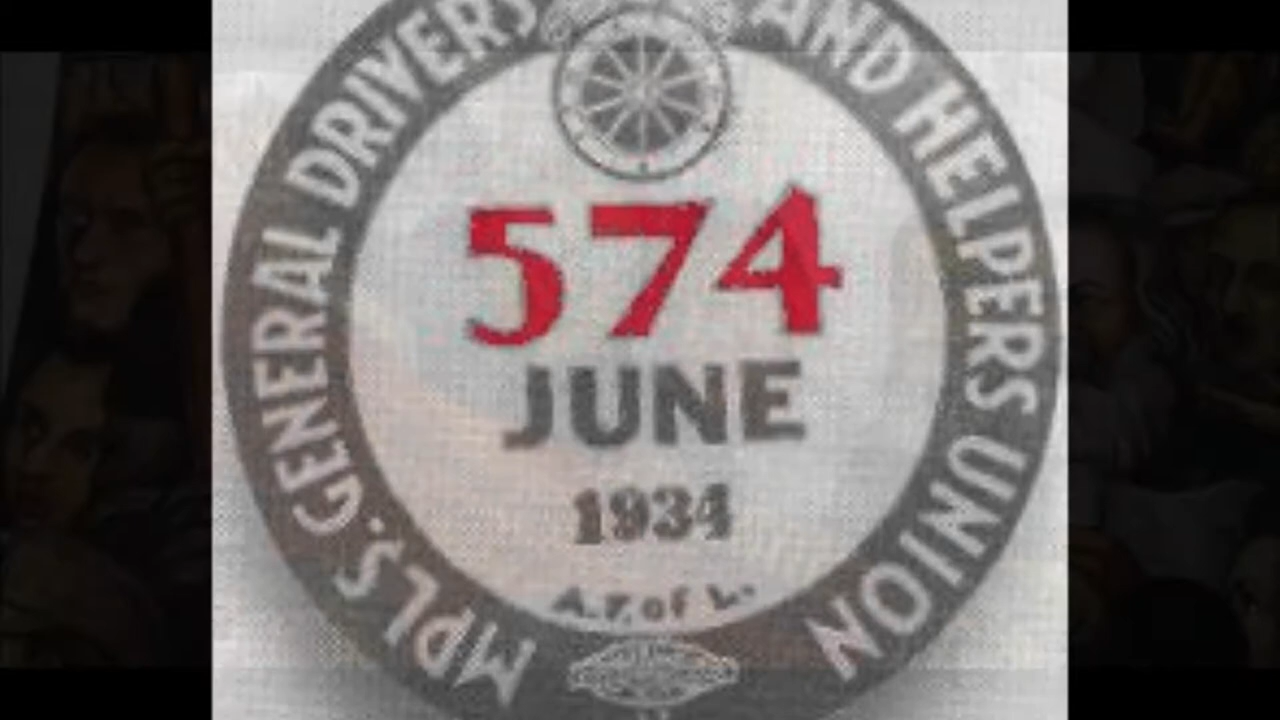 MPLS. GENERAL DRIVERS AND HELPERS UNION
574
JUNE
1934
A.F. of L.